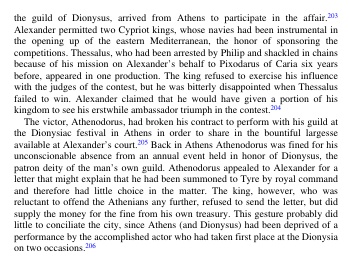 the guild of Dionysus, arrived from Athens to participate in the affair.203
Alexander permitted two Cypriot kings, whose navies had been instrumental in
the opening up of the eastern Mediterranean, the honor of sponsoring the
competitions. Thessalus, who had been arrested by Philip and shackled in chains
because of his mission on Alexander's behalf to Pixodarus of Caria six years
before, appeared in one production. The king refused to exercise his influence
with the judges of the contest, but he was bitterly disappointed when Thessalus
failed to win. Alexander claimed that he would have given a portion of his
kingdom to see his erstwhile ambassador triumph in the contest.204
The victor, Athenodorus, had broken his contract to perform with his guild at
the Dionysiac festival in Athens in order to share in the bountiful largesse
available at Alexander's court.205 Back in Athens Athenodorus was fined for his
unconscionable absence from an annual event held in honor of Dionysus, the
patron deity of the man's own guild. Athenodorus appealed to Alexander for a
letter that might explain that he had been summoned to Tyre by royal command
and therefore had little choice in the matter. The king, however, who was
reluctant to offend the Athenians any further, refused to send the letter, but did
supply the money for the fine from his own treasury. This gesture probably did
little to conciliate the city, since Athens (and Dionysus) had been deprived of a
performance by the accomplished actor who had taken first place at the Dionysia
on two occasions.206